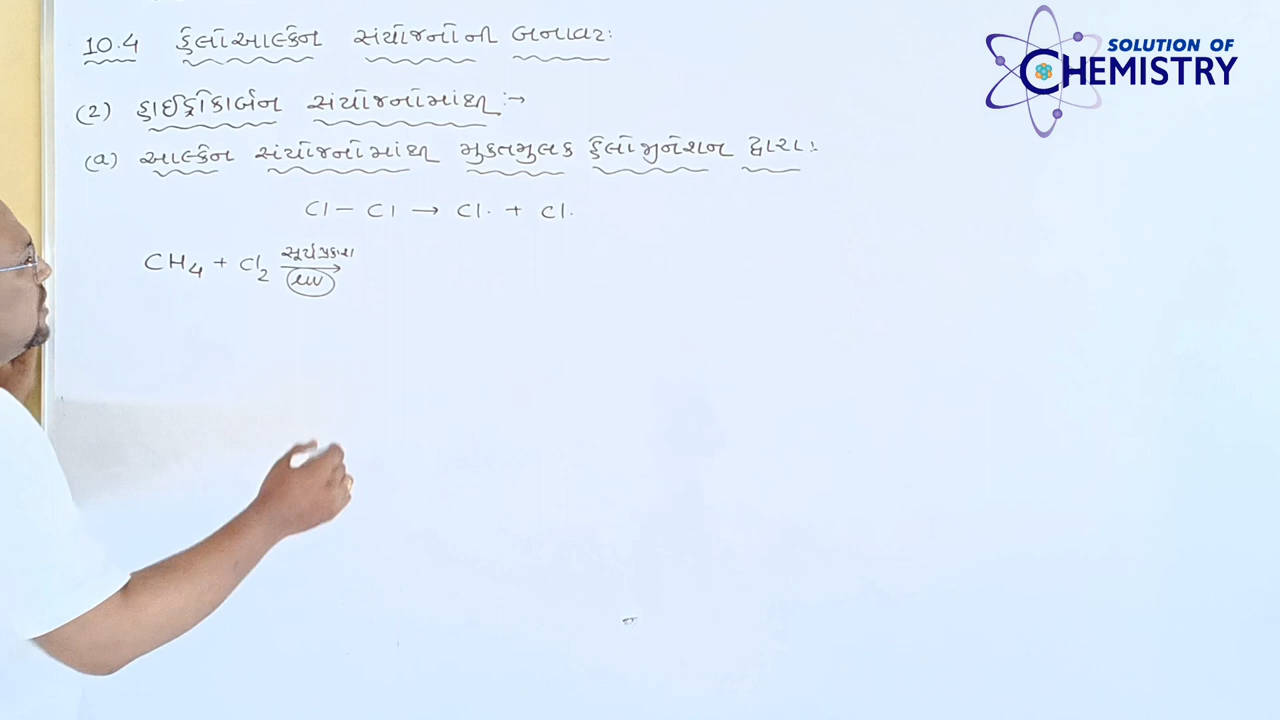 10.4 હેલોઆલ્કેન સંયોજનોની બનાવટ:
SOLUTION OF
CHEMISTRY
(2) હાઈડ્રોકાર્બન સંયોજનોમાંથી :→
(a) આલ્કેન સંયોજનોમાંથી મુક્તમુલક હેલોજીનેશન દ્વારા :
Cl — Cl → Cl· + Cl·
સૂર્યપ્રકાશ
CH₄ + Cl₂ →
UV